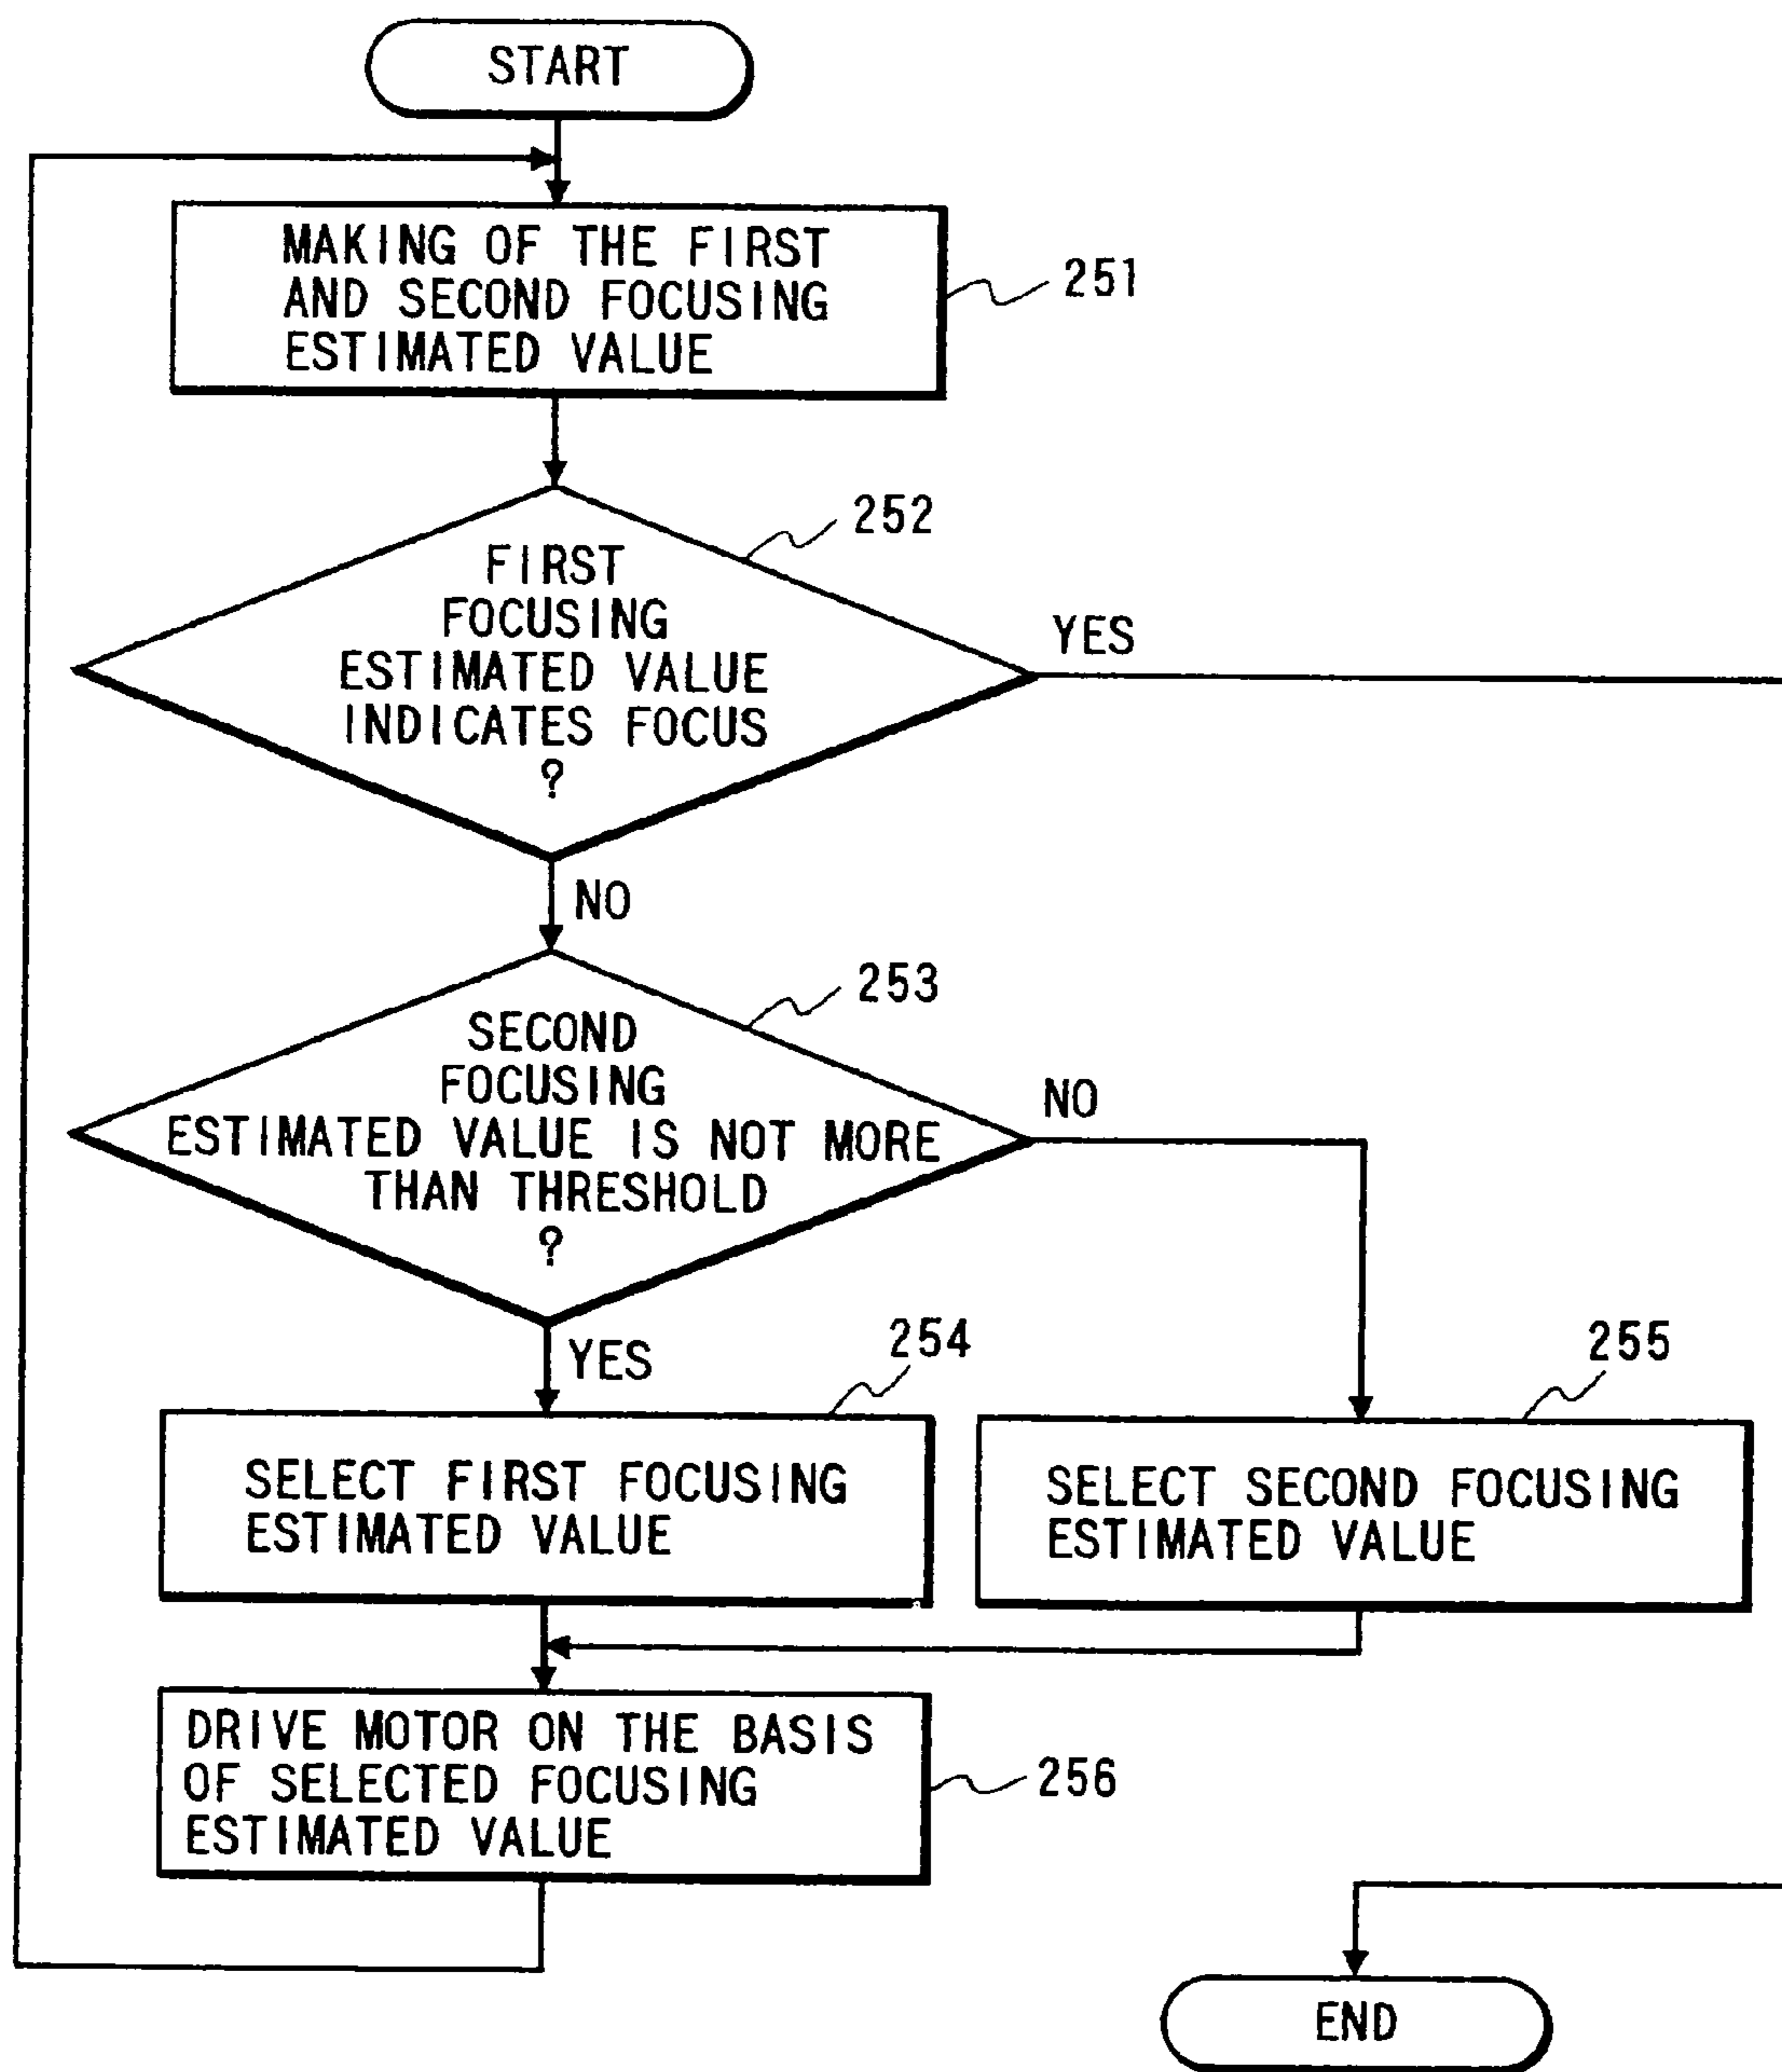 START
MAKING OF THE FIRST
AND SECOND FOCUSING
ESTIMATED VALUE
251
252
FIRST
FOCUSING
ESTIMATED VALUE
INDICATES FOCUS
?
YES
NO
253
SECOND
FOCUSING
ESTIMATED VALUE IS NOT MORE
THAN THRESHOLD
?
NO
YES
254
255
SELECT FIRST FOCUSING
ESTIMATED VALUE
SELECT SECOND FOCUSING
ESTIMATED VALUE
DRIVE MOTOR ON THE BASIS
OF SELECTED FOCUSING
ESTIMATED VALUE
256
END